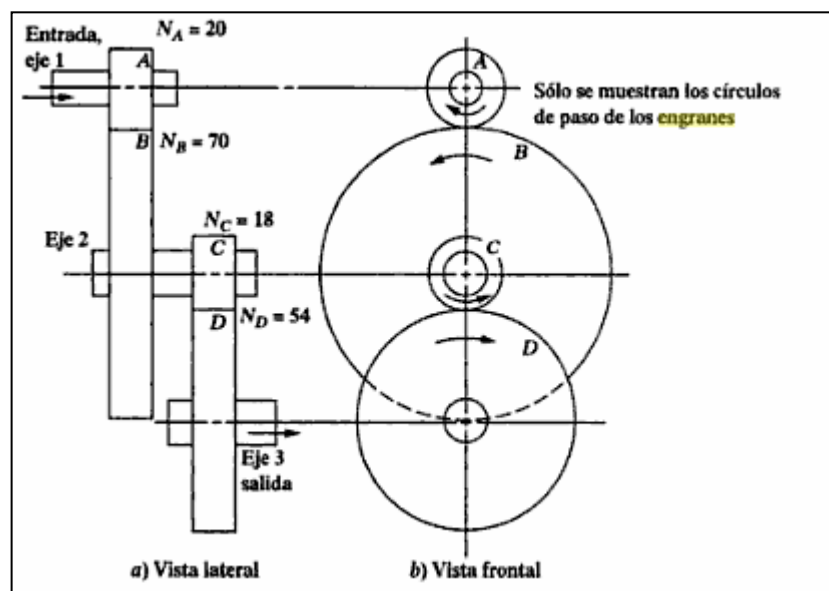 Entrada,
eje 1
N_A = 20
A
B
N_B = 70
Eje 2
N_C = 18
C
D
N_D = 54
Eje 3
salida
a) Vista lateral
A
B
C
D
Sólo se muestran los círculos
de paso de los engranes
b) Vista frontal